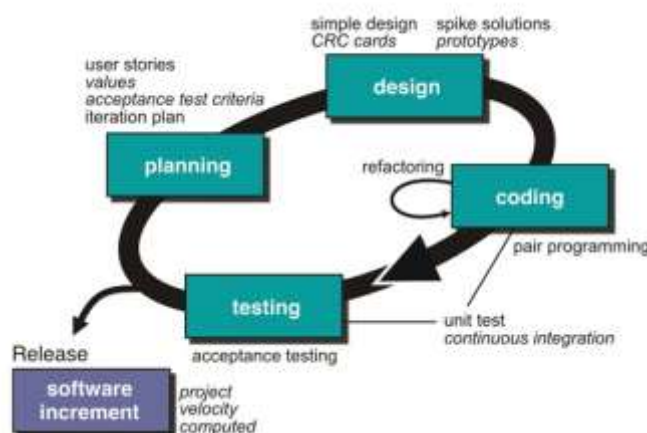 simple design
CRC cards
spike solutions
prototypes
user stories
values
acceptance test criteria
iteration plan
design
planning
refactoring
coding
pair programming
testing
unit test
continuous integration
acceptance testing
Release
software
increment
project
velocity
computed